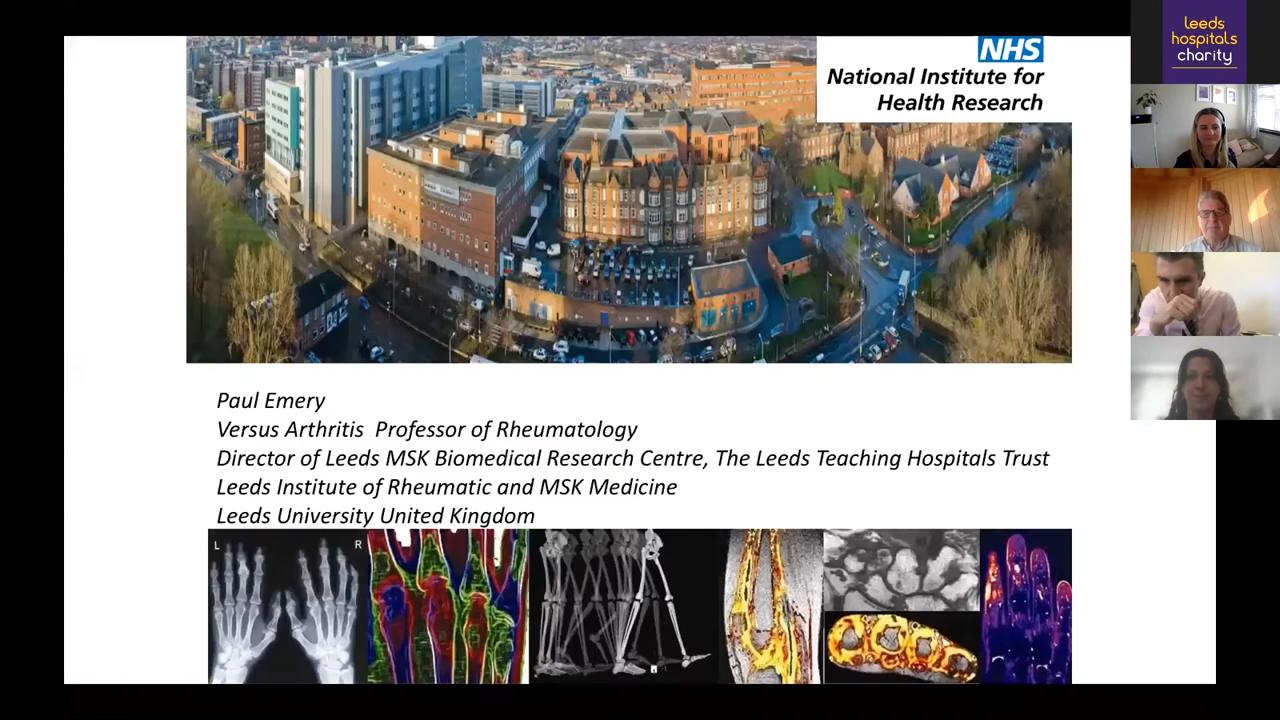 leeds
hospitals
charity
NHS
National Institute for
Health Research
Paul Emery
Versus Arthritis Professor of Rheumatology
Director of Leeds MSK Biomedical Research Centre, The Leeds Teaching Hospitals Trust
Leeds Institute of Rheumatic and MSK Medicine
Leeds University United Kingdom
L R